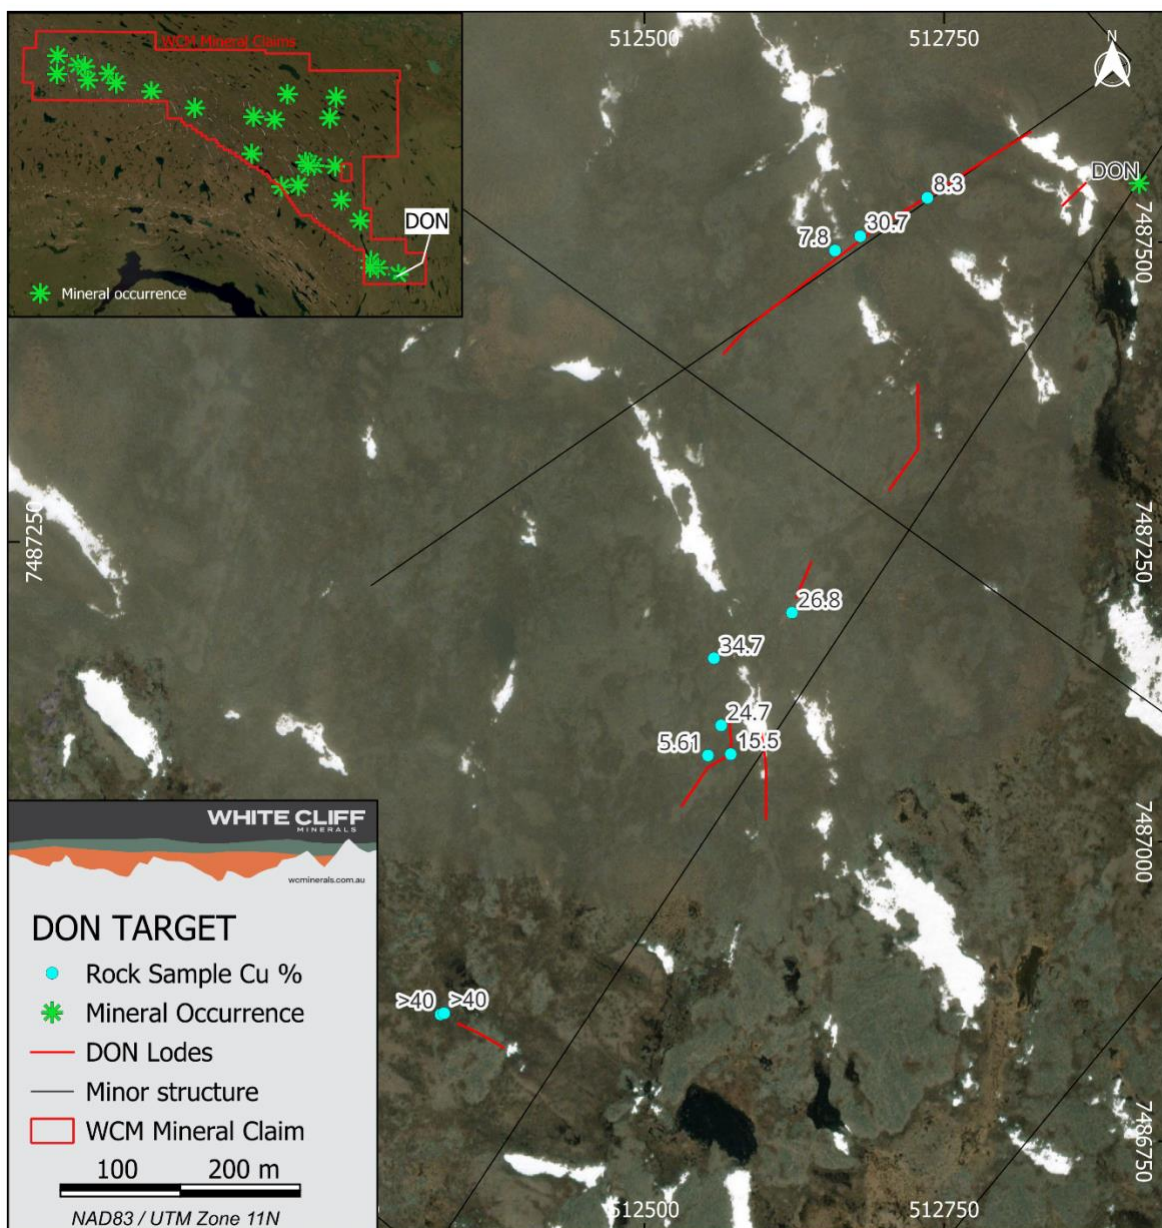 WCM Mineral Claims
DON
Mineral occurrence
512500
512750
N
DON
7487500
8.3
30.7
7.8
7487250
7487250
26.8
34.7
24.7
5.61
15.5
7487000
>40
>40
7486750
512500
512750
WHITE CLIFF
MINERALS
wcminerals.com.au
DON TARGET
Rock Sample Cu %
Mineral Occurrence
DON Lodes
Minor structure
WCM Mineral Claim
100 200 m
NAD83 / UTM Zone 11N